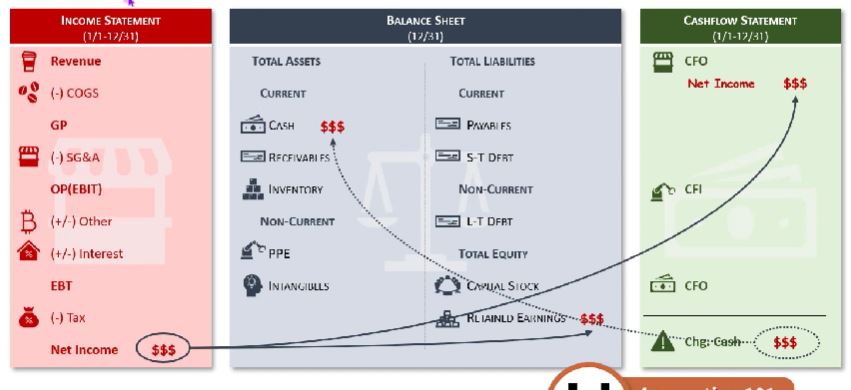 INCOME STATEMENT
(1/1-12/31)
Revenue
(-) COGS
GP
(-) SG&A
OP(EBIT)
(+/-) Other
(+/-) Interest
EBT
(-) Tax
Net Income $$$
BALANCE SHEET
(12/31)
TOTAL ASSETS
CURRENT
CASH $$$
RECEIVABLES
INVENTORY
NON-CURRENT
PPE
INTANGIBLES
TOTAL LIABILITIES
CURRENT
PAYABLES
S-T DEBT
NON-CURRENT
L-T DEBT
TOTAL EQUITY
CAPITAL STOCK
RETAINED EARNINGS $$$
CASHFLOW STATEMENT
(1/1-12/31)
CFO
Net Income $$$
CFI
CFO
Chg: Cash $$$